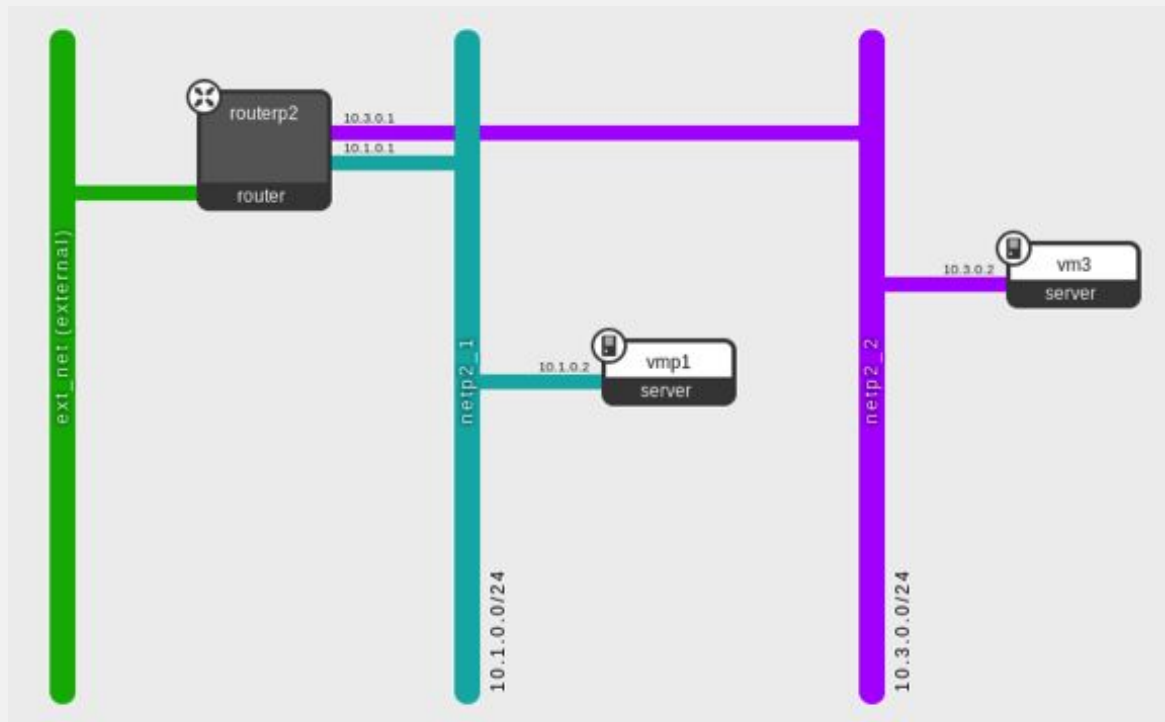 routerp2
router
10.3.0.1
10.1.0.1
ext_net (external)
netp2_1
10.1.0.0/24
10.1.0.2
vmp1
server
netp2_2
10.3.0.0/24
10.3.0.2
vm3
server